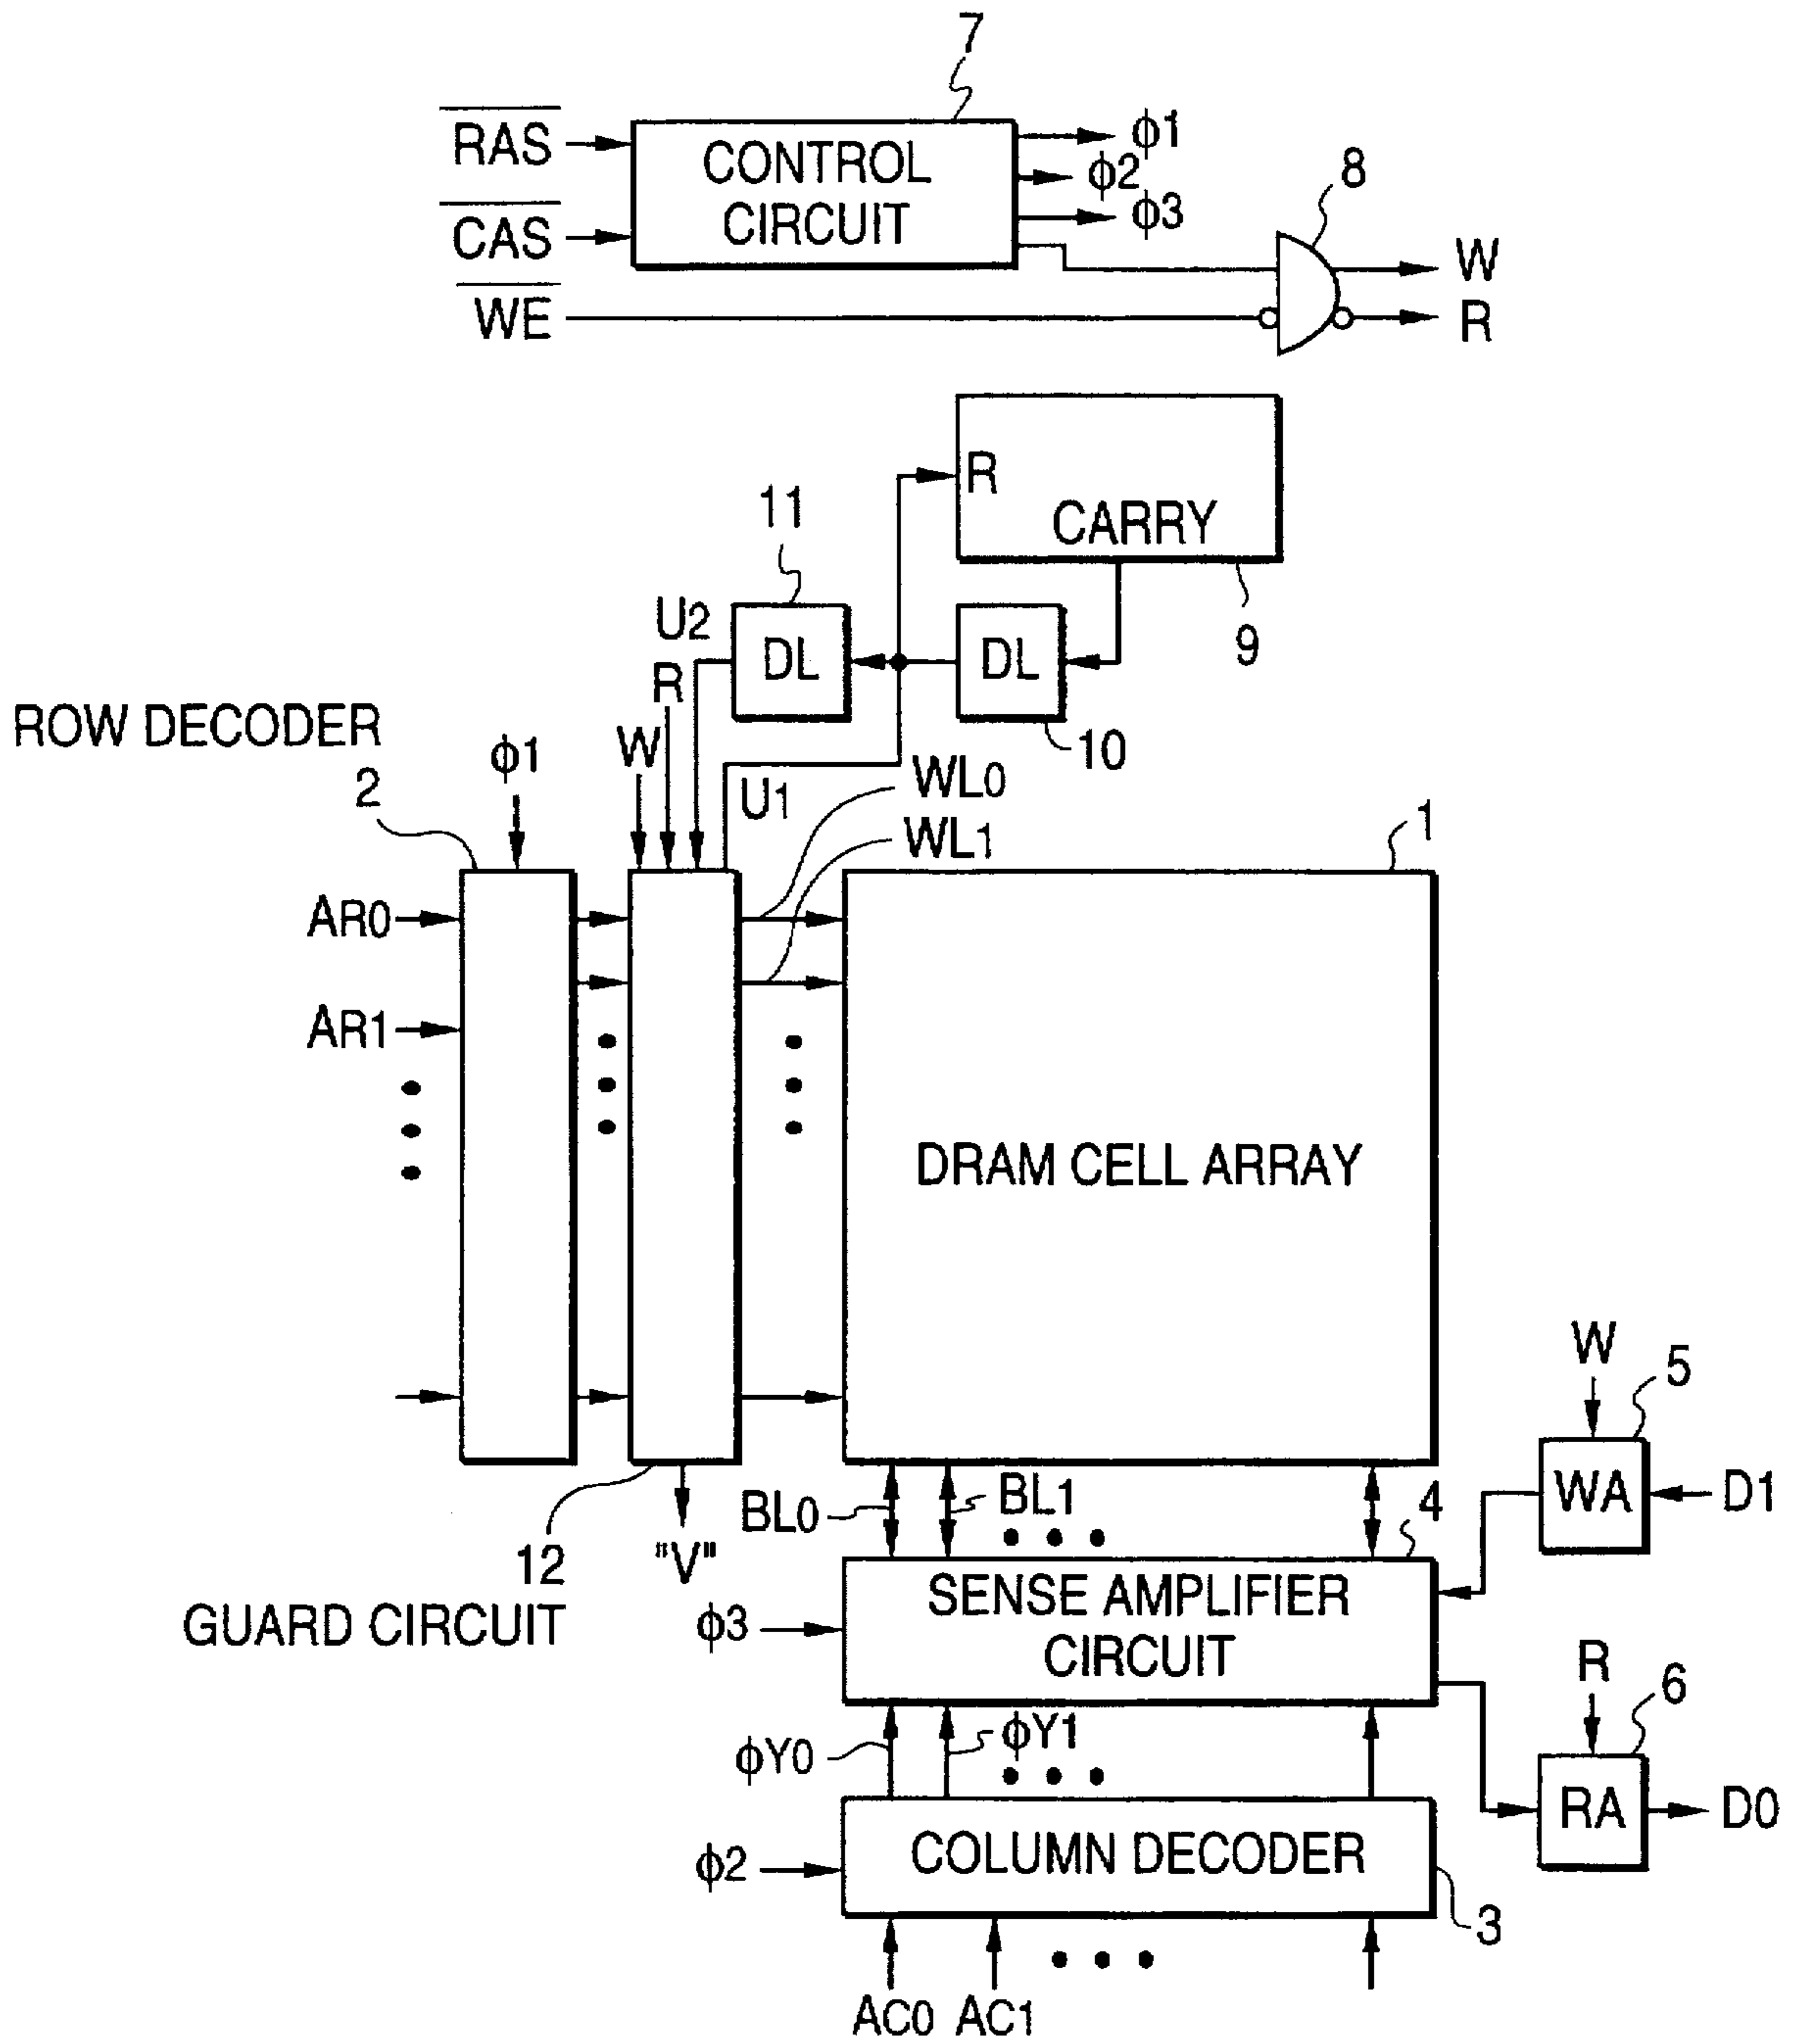 7
RAS
CONTROL
CIRCUIT
ϕ1
ϕ2
ϕ3
8
CAS
W
WE
R
R
CARRY
11
9
U2
DL
DL
R
10
ROW DECODER
ϕ1
W
2
U1
WL0
WL1
1
AR0
AR1
DRAM CELL ARRAY
W
5
BL0
BL1
4
WA
D1
12
"V"
GUARD CIRCUIT
SENSE AMPLIFIER
CIRCUIT
ϕ3
R
6
ϕY0
ϕY1
RA
D0
COLUMN DECODER
ϕ2
3
AC0
AC1